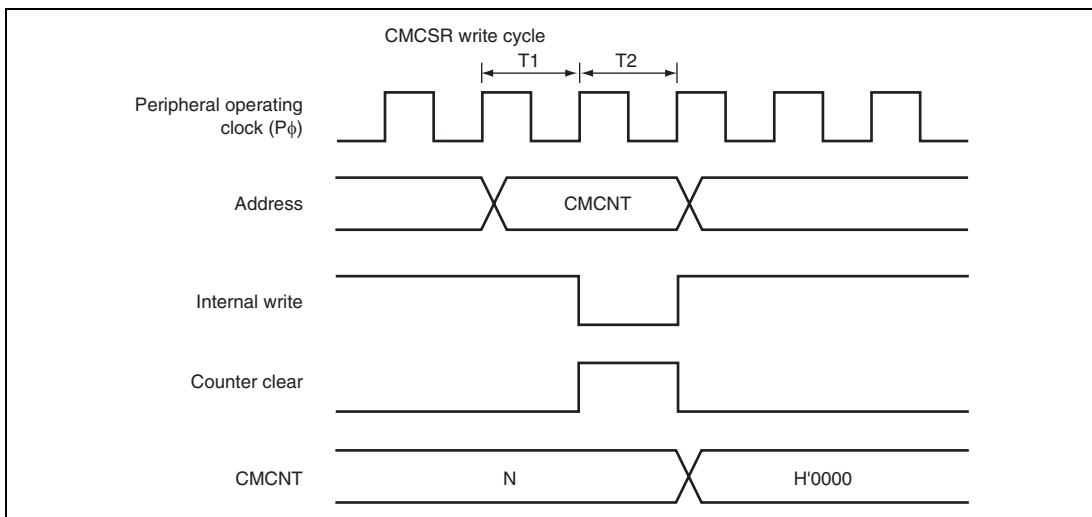 CMCSR write cycle
T1 T2
Peripheral operating
clock (Pϕ)
Address
CMCNT
Internal write
Counter clear
CMCNT
N
H'0000